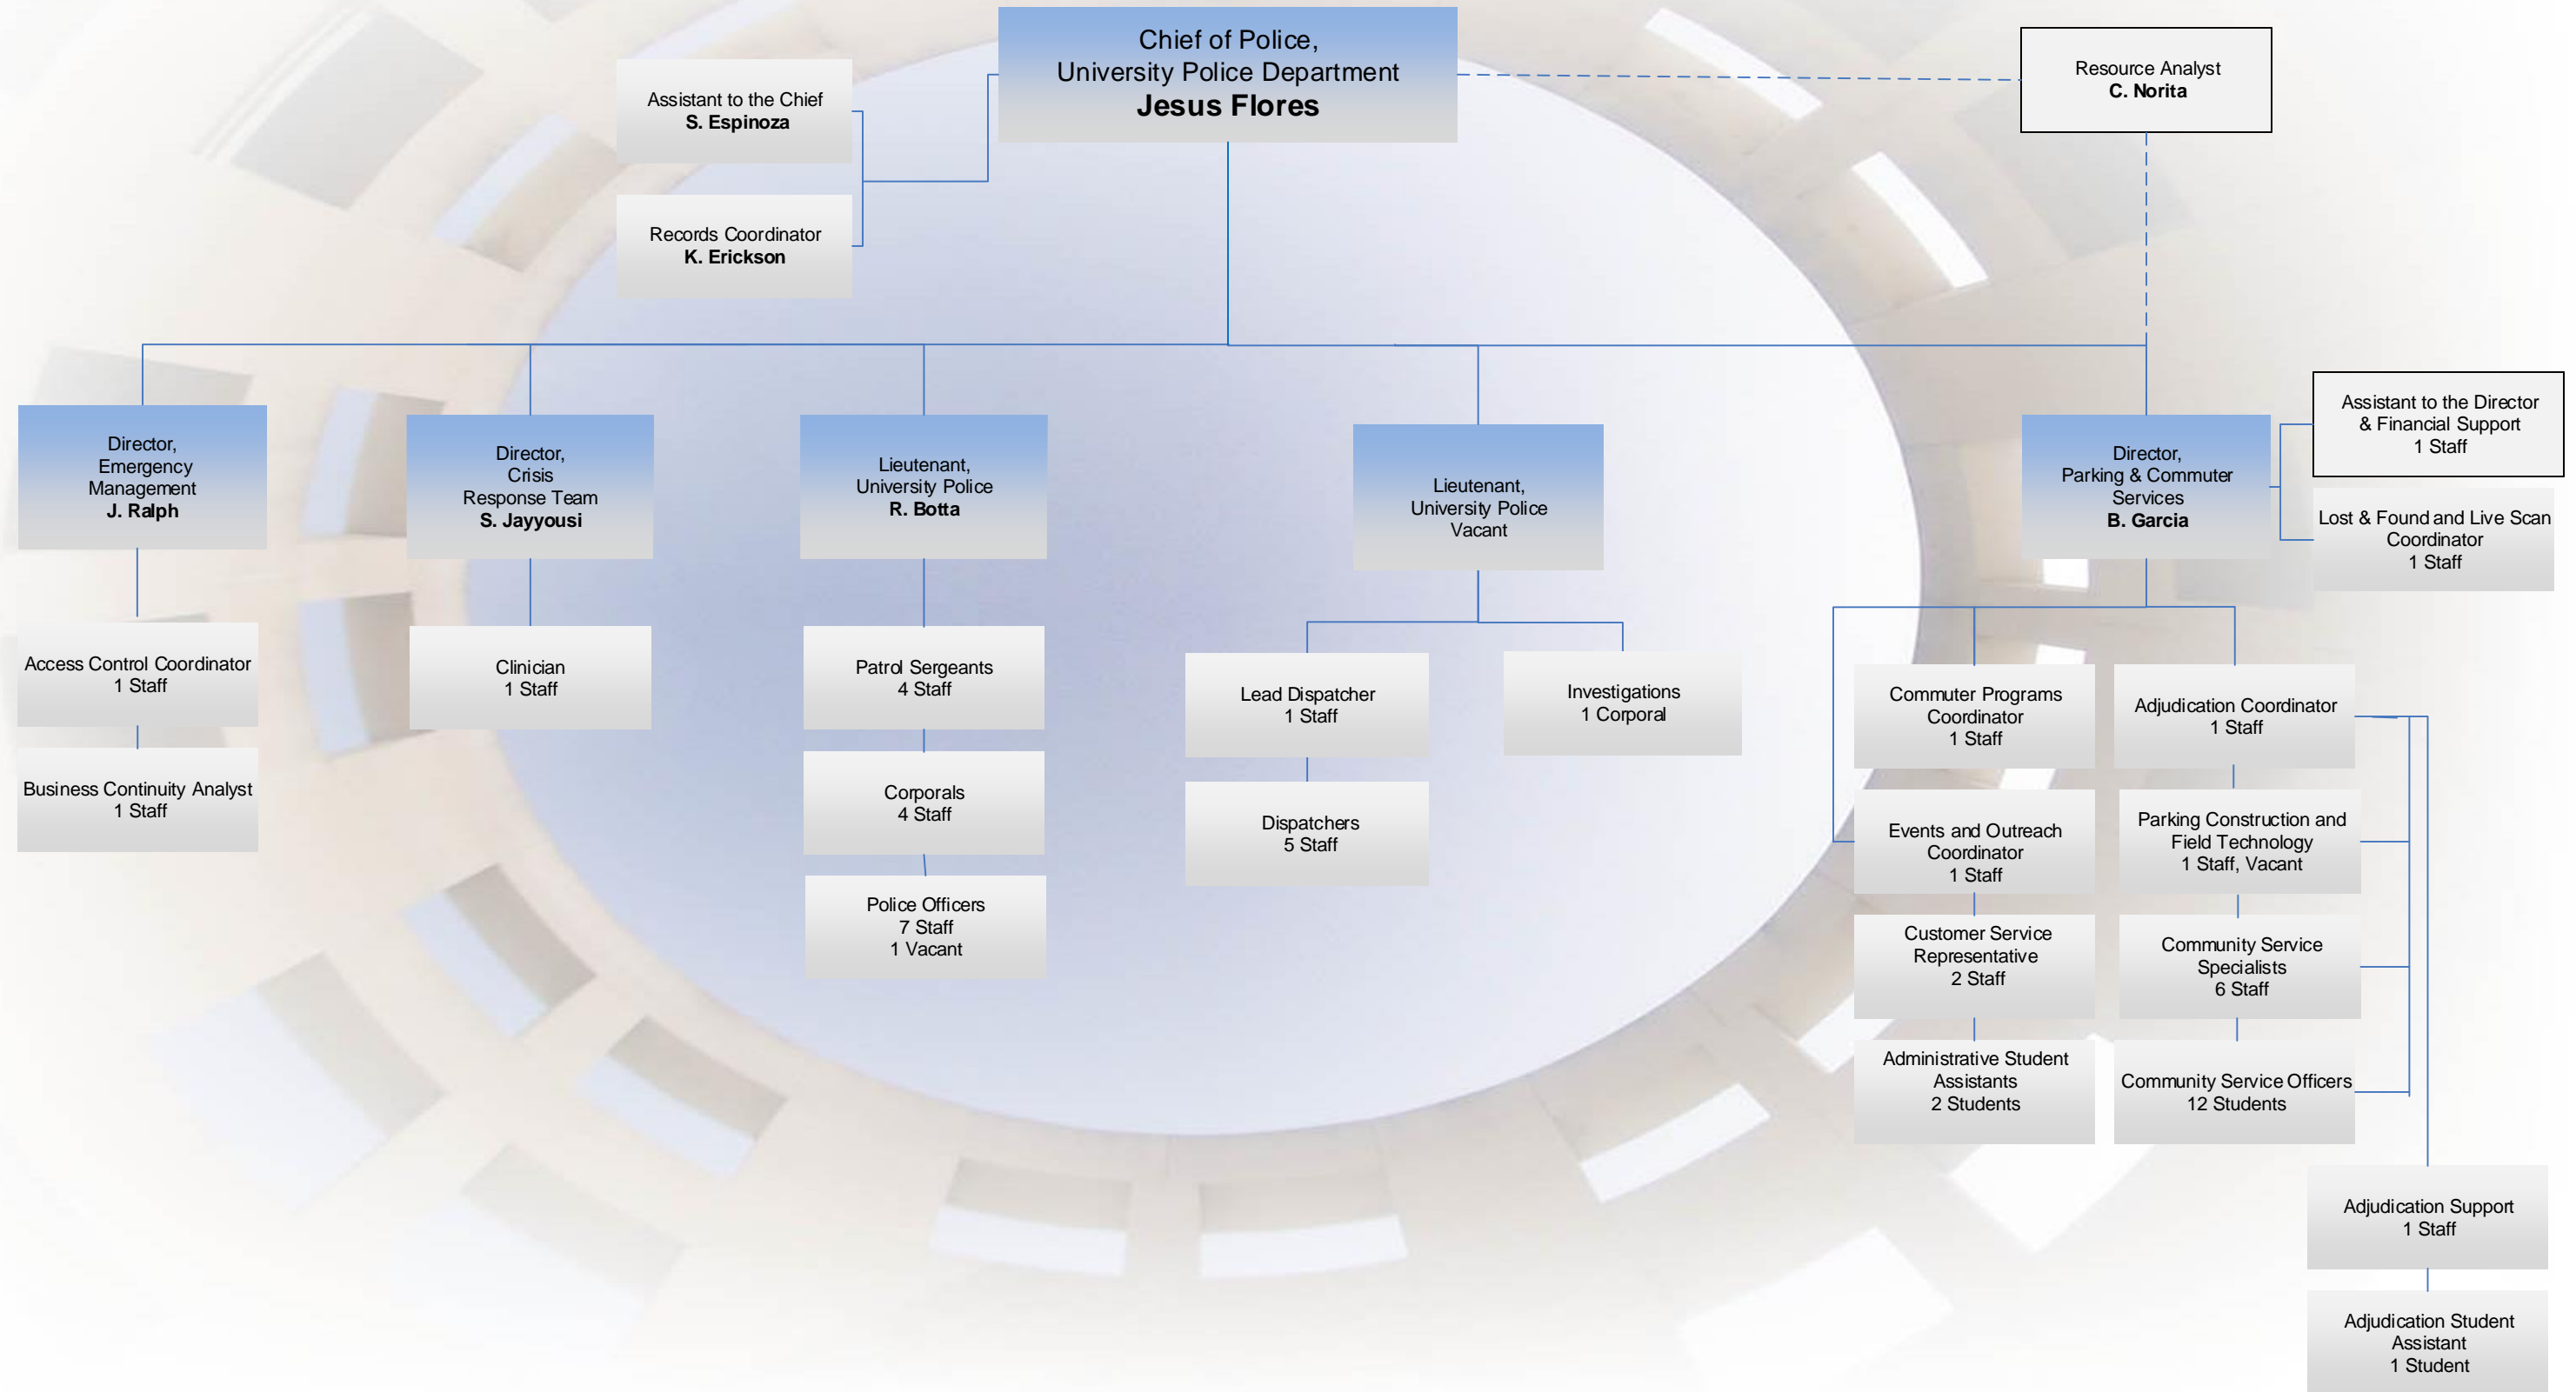 Chief of Police,
University Police Department
Jesus Flores
Resource Analyst
C. Norita
Assistant to the Chief
S. Espinoza
Records Coordinator
K. Erickson
Director,
Emergency
Management
J. Ralph
Director,
Crisis
Response Team
S. Jayyousi
Lieutenant,
University Police
R. Botta
Lieutenant,
University Police
Vacant
Director,
Parking & Commuter
Services
B. Garcia
Assistant to the Director
& Financial Support
1 Staff
Lost & Found and Live Scan
Coordinator
1 Staff
Access Control Coordinator
1 Staff
Business Continuity Analyst
1 Staff
Clinician
1 Staff
Patrol Sergeants
4 Staff
Corporals
4 Staff
Police Officers
7 Staff
1 Vacant
Lead Dispatcher
1 Staff
Dispatchers
5 Staff
Investigations
1 Corporal
Commuter Programs
Coordinator
1 Staff
Events and Outreach
Coordinator
1 Staff
Customer Service
Representative
2 Staff
Administrative Student
Assistants
2 Students
Adjudication Coordinator
1 Staff
Parking Construction and
Field Technology
1 Staff, Vacant
Community Service
Specialists
6 Staff
Community Service Officers
12 Students
Adjudication Support
1 Staff
Adjudication Student
Assistant
1 Student